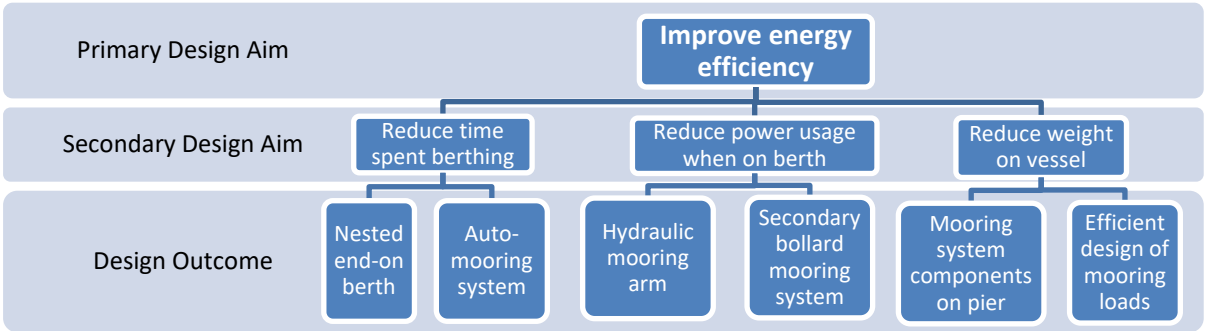 Primary Design Aim
Improve energy
efficiency
Secondary Design Aim
Reduce time
spent berthing
Reduce power usage
when on berth
Reduce weight
on vessel
Design Outcome
Nested
end-on
berth
Auto-
mooring
system
Hydraulic
mooring
arm
Secondary
bollard
mooring
system
Mooring
system
components
on pier
Efficient
design of
mooring
loads